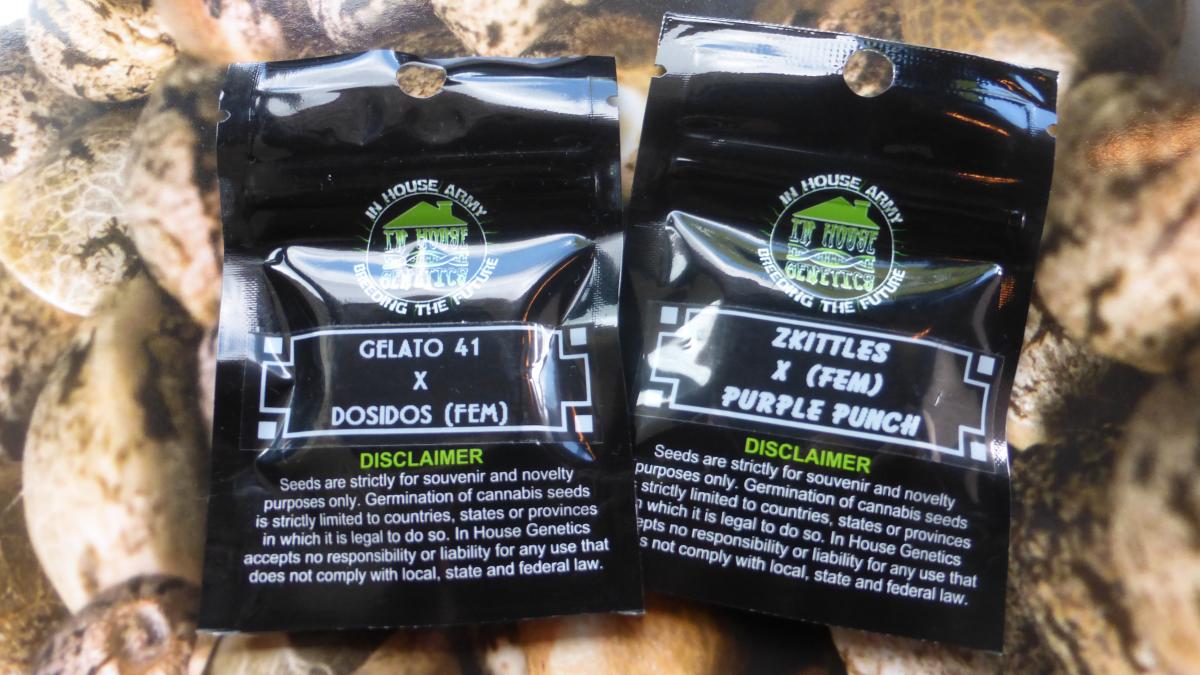 IN HOUSE ARMY
IN HOUSE
GENETICS
BREEDING THE FUTURE
GELATO 41
X
DOSIDOS (FEM)
DISCLAIMER
Seeds are strictly for souvenir and novelty
purposes only. Germination of cannabis seeds
is strictly limited to countries, states or provinces
in which it is legal to do so. In House Genetics
accepts no responsibility or liability for any use that
does not comply with local, state and federal law.
IN HOUSE ARMY
IN HOUSE
GENETICS
BREEDING THE FUTURE
ZKITTLES
X (FEM)
PURPLE PUNCH
DISCLAIMER
Seeds are strictly for souvenir and novelty
purposes only. Germination of cannabis seeds
strictly limited to countries, states or provinces
n which it is legal to do so. In House Genetics
epts no responsibility or liability for any use that
s not comply with local, state and federal law.